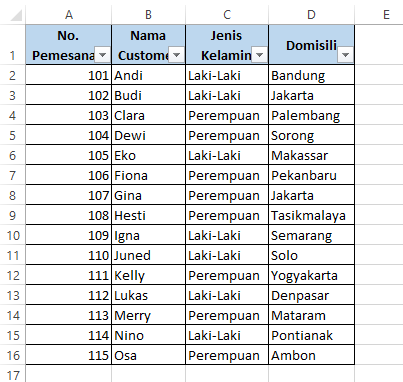 A B C D E
1 No. Pemesana Nama Custome Jenis Kelamin Domisili
2 101 Andi Laki-Laki Bandung
3 102 Budi Laki-Laki Jakarta
4 103 Clara Perempuan Palembang
5 104 Dewi Perempuan Sorong
6 105 Eko Laki-Laki Makassar
7 106 Fiona Perempuan Pekanbaru
8 107 Gina Perempuan Jakarta
9 108 Hesti Perempuan Tasikmalaya
10 109 Igna Laki-Laki Semarang
11 110 Juned Laki-Laki Solo
12 111 Kelly Perempuan Yogyakarta
13 112 Lukas Laki-Laki Denpasar
14 113 Merry Perempuan Mataram
15 114 Nino Laki-Laki Pontianak
16 115 Osa Perempuan Ambon
17